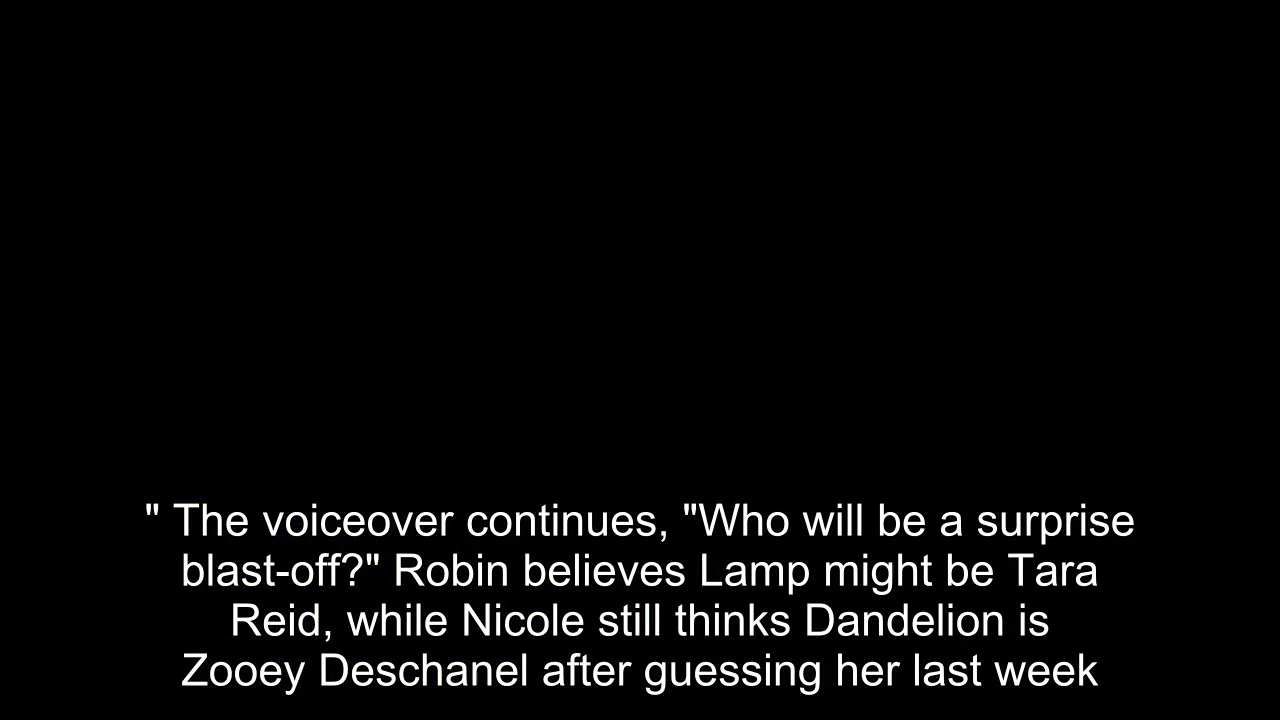 " The voiceover continues, "Who will be a surprise
blast-off?" Robin believes Lamp might be Tara
Reid, while Nicole still thinks Dandelion is
Zooey Deschanel after guessing her last week